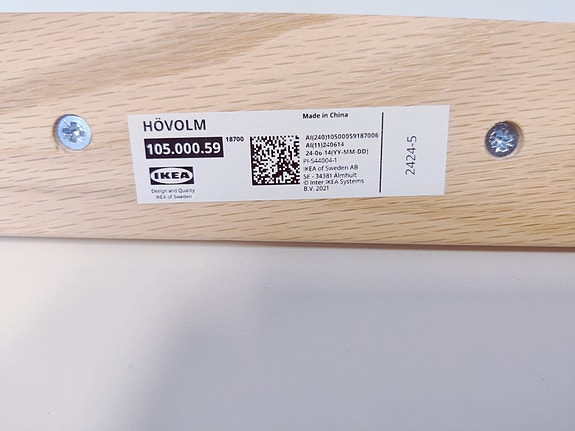 HÖVOLM
105.000.59
18700
IKEA
Design and Quality
IKEA of Sweden
Made in China
AI(240)10500059187006
AI(11)240614
24-06-14(YY-MM-DD)
PI-544004-1
IKEA of Sweden AB
SE - 34381 Älmhult
© Inter IKEA Systems
B.V. 2021
2424-5